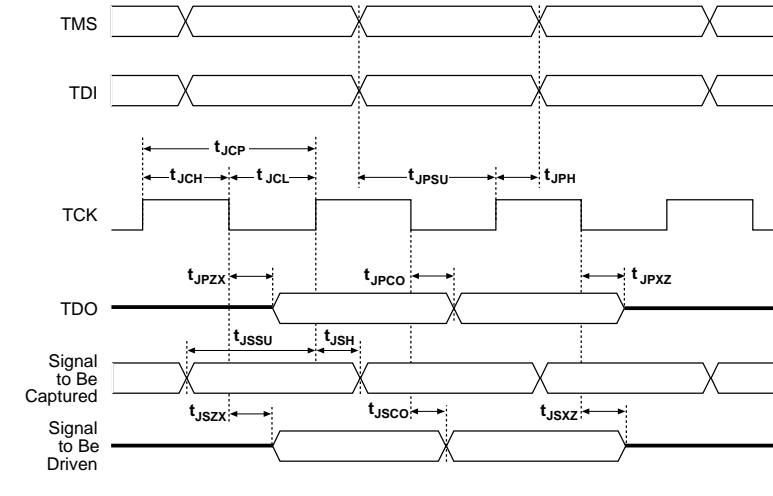 TMS
TDI
tJCP
tJCH
tJCL
tJPSU
tJPH
TCK
tJPZX
tJPCO
tJPXZ
TDO
tJSSU
tJSH
Signal
to Be
Captured
tJSZX
tJSCO
tJSXZ
Signal
to Be
Driven